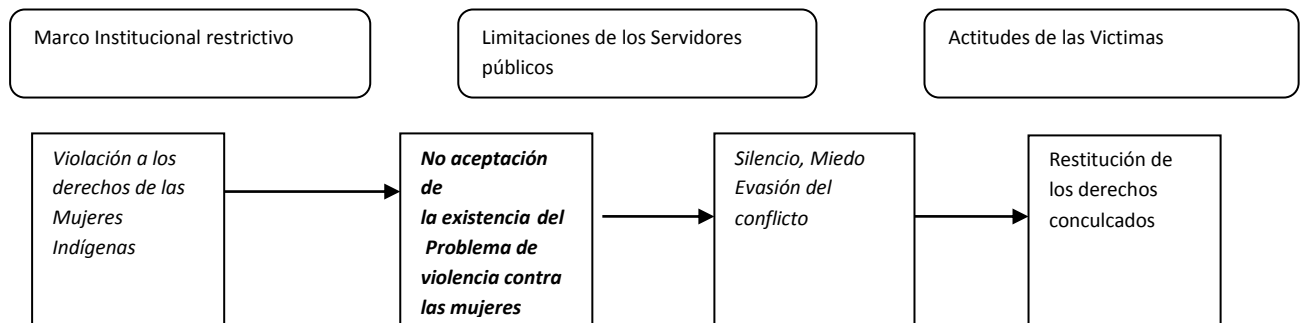 Marco Institucional restrictivo
Limitaciones de los Servidores
públicos
Actitudes de las Victimas
Violación a los
derechos de las
Mujeres
Indígenas
No aceptación
de
la existencia del
Problema de
violencia contra
las mujeres
Silencio, Miedo
Evasión del
conflicto
Restitución de
los derechos
conculcados